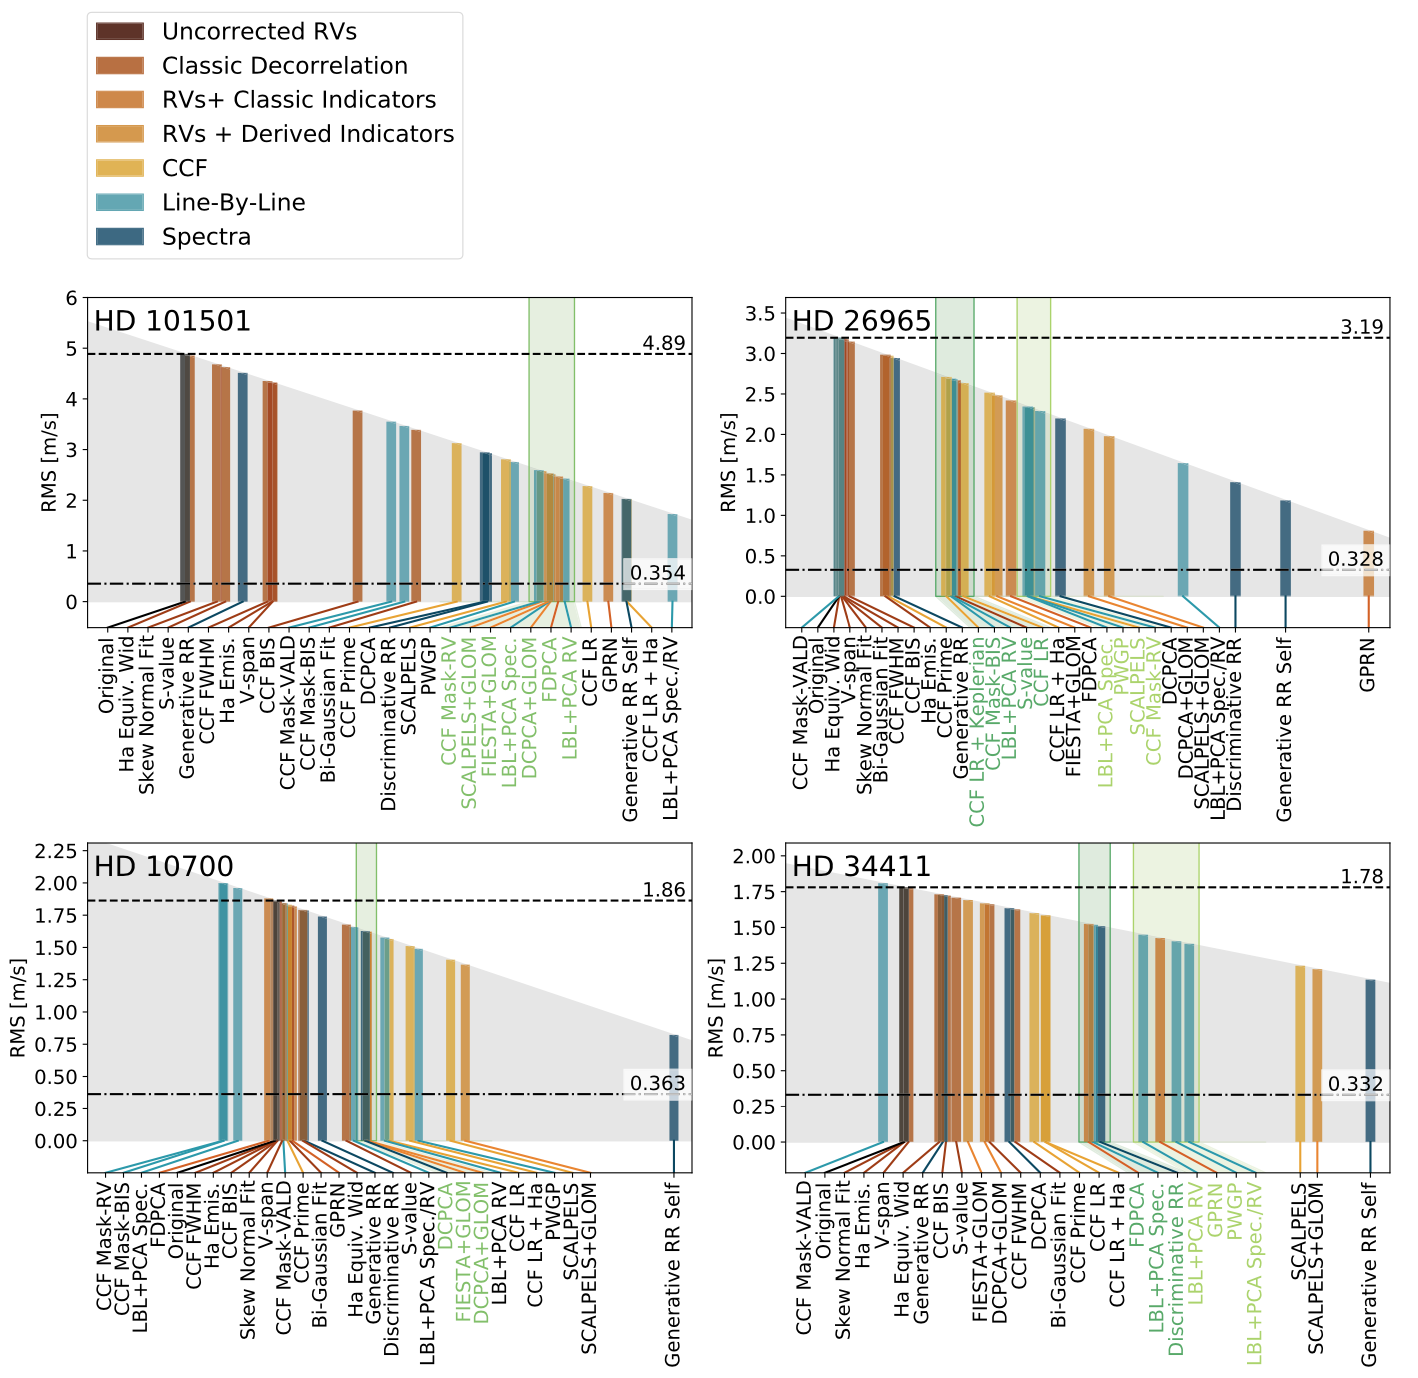 Uncorrected RVs
Classic Decorrelation
RVs+ Classic Indicators
RVs + Derived Indicators
CCF
Line-By-Line
Spectra
HD 101501
RMS [m/s]
6
5
4
3
2
1
0
4.89
0.354
Original
Ha Equiv. Wid
Skew Normal Fit
S-value
Generative RR
CCF FWHM
Ha Emis.
V-span
CCF BIS
CCF Mask-VALD
CCF Mask-BIS
Bi-Gaussian Fit
CCF Prime
DCPCA
Discriminative RR
SCALPELS
PWGP
CCF Mask-RV
SCALPELS+GLOM
FIESTA+GLOM
LBL+PCA Spec.
DCPCA+GLOM
FDPCA
LBL+PCA RV
CCF LR
GPRN
Generative RR Self
CCF LR + Ha
LBL+PCA Spec./RV
HD 26965
RMS [m/s]
3.5
3.0
2.5
2.0
1.5
1.0
0.5
0.0
3.19
0.328
CCF Mask-VALD
Original
Ha Equiv. Wid
V-span
Skew Normal Fit
Bi-Gaussian Fit
CCF FWHM
CCF BIS
Ha Emis.
CCF Prime
Generative RR
CCF LR + Keplerian
CCF Mask-BIS
LBL+PCA RV
S-value
CCF LR
CCF LR + Ha
FIESTA+GLOM
FDPCA
LBL+PCA Spec.
PWGP
SCALPELS
CCF Mask-RV
DCPCA
DCPCA+GLOM
SCALPELS+GLOM
LBL+PCA Spec./RV
Discriminative RR
Generative RR Self
GPRN
HD 10700
RMS [m/s]
2.25
2.00
1.75
1.50
1.25
1.00
0.75
0.50
0.25
0.00
1.86
0.363
CCF Mask-RV
CCF Mask-BIS
LBL+PCA Spec.
FDPCA
Original
CCF FWHM
Ha Emis.
CCF BIS
Skew Normal Fit
V-span
CCF Mask-VALD
CCF Prime
Bi-Gaussian Fit
GPRN
Ha Equiv. Wid
Generative RR
Discriminative RR
S-value
LBL+PCA Spec./RV
DCPCA
FIESTA+GLOM
DCPCA+GLOM
LBL+PCA RV
CCF LR
CCF LR + Ha
PWGP
SCALPELS
SCALPELS+GLOM
Generative RR Self
HD 34411
RMS [m/s]
2.00
1.75
1.50
1.25
1.00
0.75
0.50
0.25
0.00
1.78
0.332
CCF Mask-VALD
Original
Skew Normal Fit
Ha Emis.
V-span
Ha Equiv. Wid
Generative RR
CCF BIS
S-value
FIESTA+GLOM
DCPCA+GLOM
CCF FWHM
DCPCA
Bi-Gaussian Fit
CCF Prime
CCF LR
CCF LR + Ha
FDPCA
LBL+PCA Spec.
Discriminative RR
LBL+PCA RV
GPRN
PWGP
LBL+PCA Spec./RV
SCALPELS
SCALPELS+GLOM
Generative RR Self